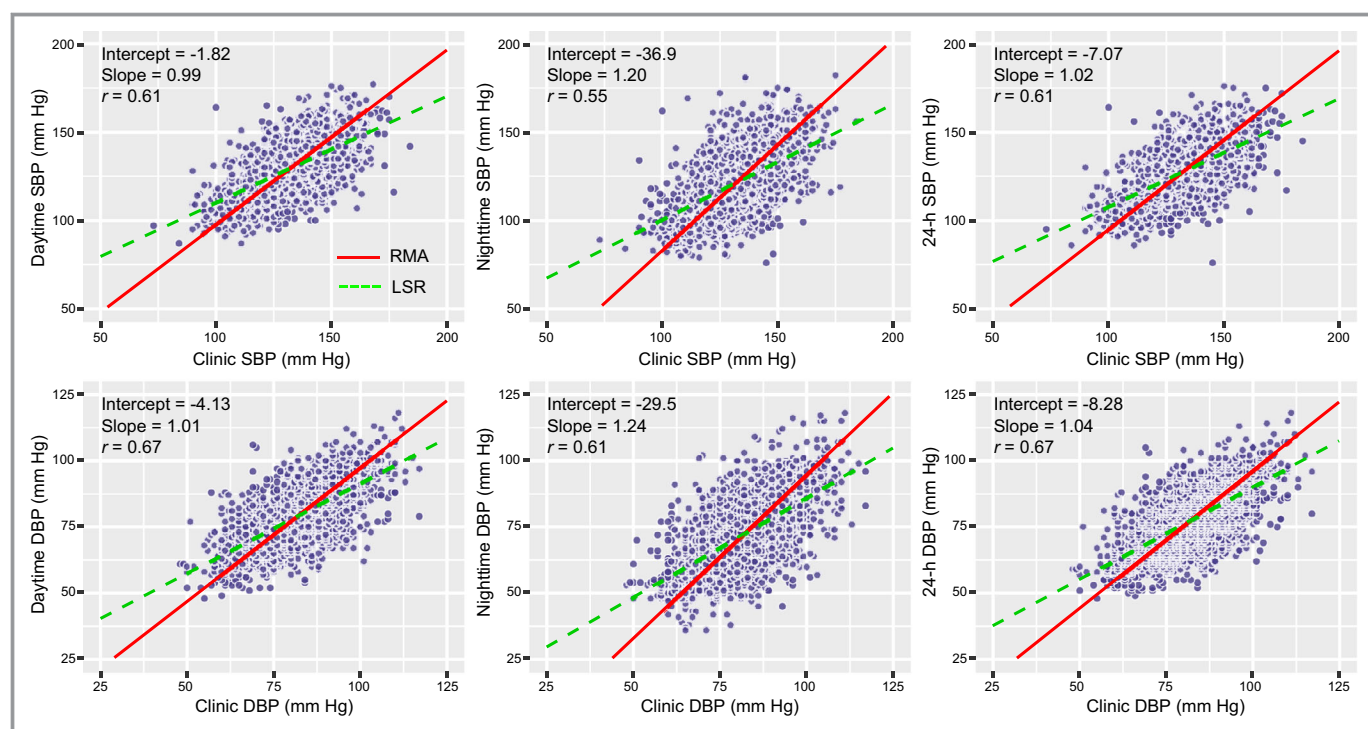 Intercept = -1.82
Slope = 0.99
r = 0.61
Daytime SBP (mm Hg)
200
150
100
50
RMA
LSR
50 100 150 200
Clinic SBP (mm Hg)
Intercept = -36.9
Slope = 1.20
r = 0.55
Nighttime SBP (mm Hg)
200
150
100
50
50 100 150 200
Clinic SBP (mm Hg)
Intercept = -7.07
Slope = 1.02
r = 0.61
24-h SBP (mm Hg)
200
150
100
50
50 100 150 200
Clinic SBP (mm Hg)
Intercept = -4.13
Slope = 1.01
r = 0.67
Daytime DBP (mm Hg)
125
100
75
50
25
25 50 75 100 125
Clinic DBP (mm Hg)
Intercept = -29.5
Slope = 1.24
r = 0.61
Nighttime DBP (mm Hg)
125
100
75
50
25
25 50 75 100 125
Clinic DBP (mm Hg)
Intercept = -8.28
Slope = 1.04
r = 0.67
24-h DBP (mm Hg)
125
100
75
50
25
25 50 75 100 125
Clinic DBP (mm Hg)